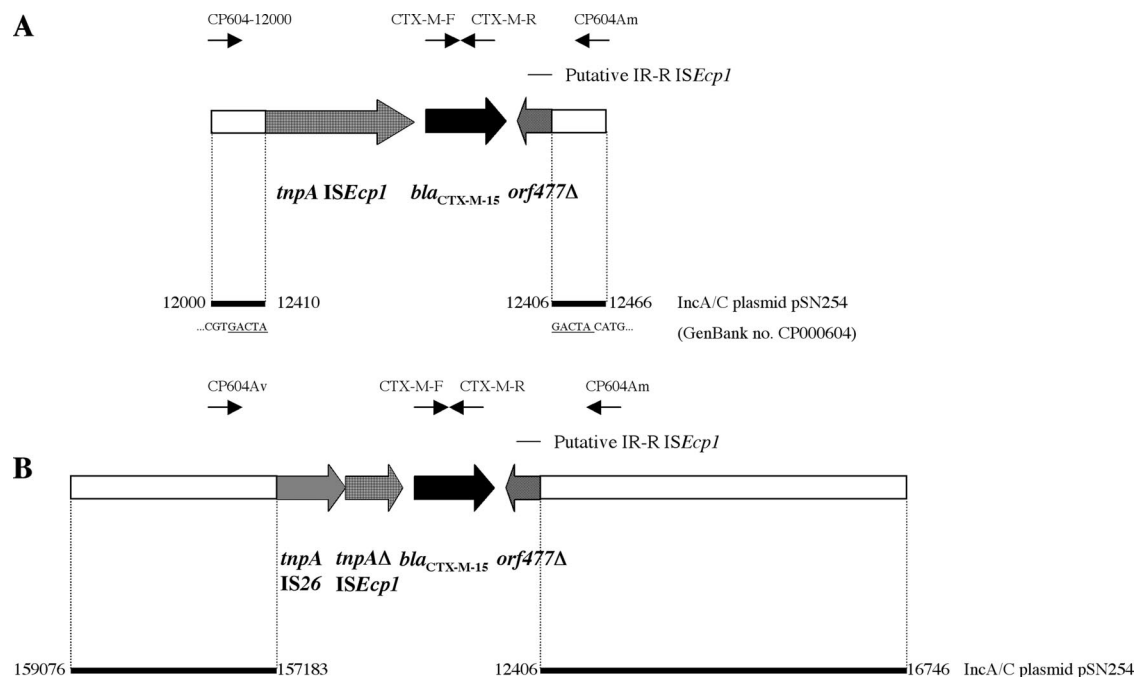 A
CP604-12000 CTX-M-F CTX-M-R CP604Am
Putative IR-R ISEcp1
tnpA ISEcp1 blaCTX-M-15 orf477Δ
12000 12410 12406 12466 IncA/C plasmid pSN254
...CGTGACTA GACTA CATG... (GenBank no. CP000604)
CP604Av CTX-M-F CTX-M-R CP604Am
Putative IR-R ISEcp1
B
tnpA tnpAΔ blaCTX-M-15 orf477Δ
IS26 ISEcp1
159076 157183 12406 16746 IncA/C plasmid pSN254